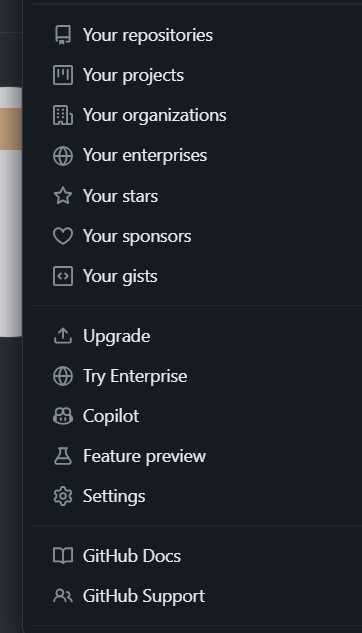 Your repositories
Your projects
Your organizations
Your enterprises
Your stars
Your sponsors
Your gists
Upgrade
Try Enterprise
Copilot
Feature preview
Settings
GitHub Docs
GitHub Support